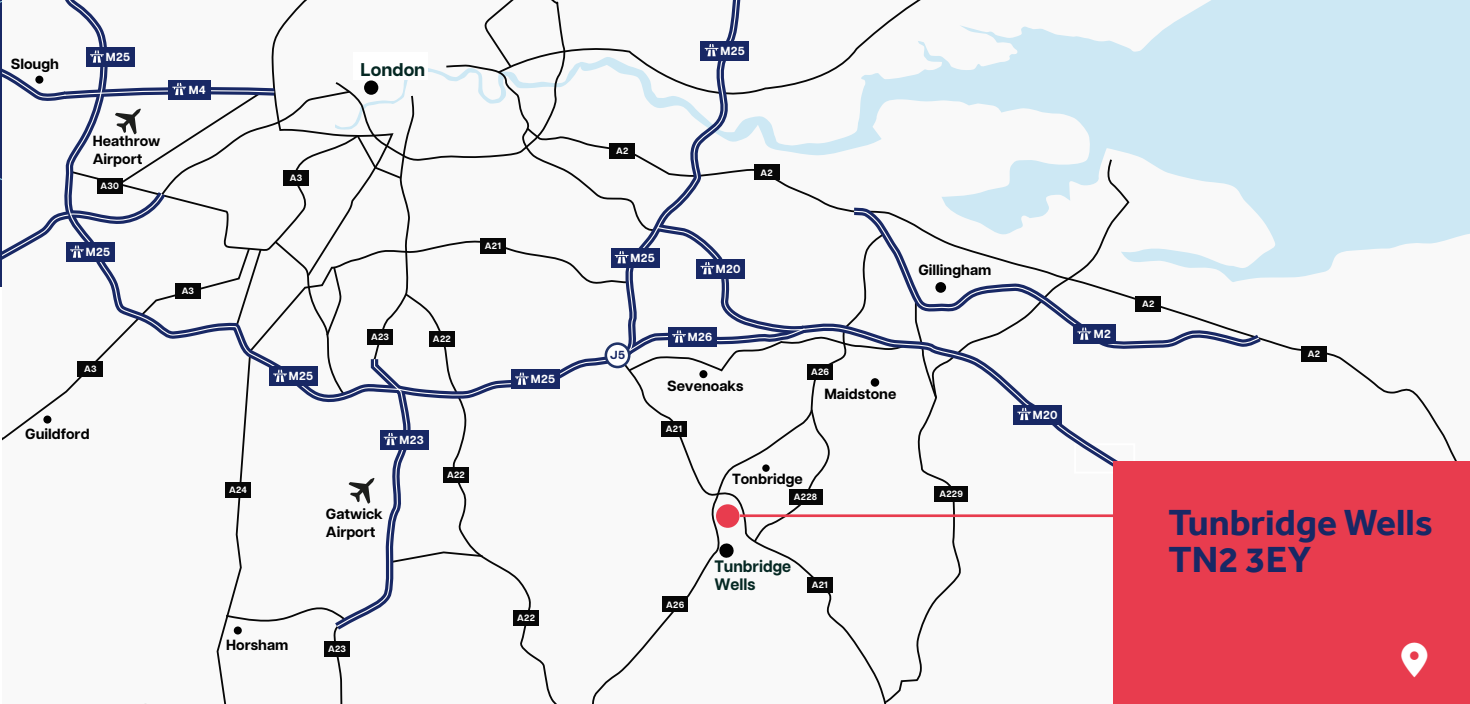 M25
M25
Slough
London
M4
Heathrow
Airport
A2
A2
A30
A3
A21
M25
M25
M20
Gillingham
A3
A2
A23
A22
M26
M2
J5
A2
A3
M25
M25
Sevenoaks
A26
Maidstone
Guildford
A21
M20
M23
A22
Tonbridge
A24
A228
A229
Gatwick
Airport
Tunbridge Wells
TN2 3EY
Tunbridge
Wells
A21
A26
A22
Horsham
A23